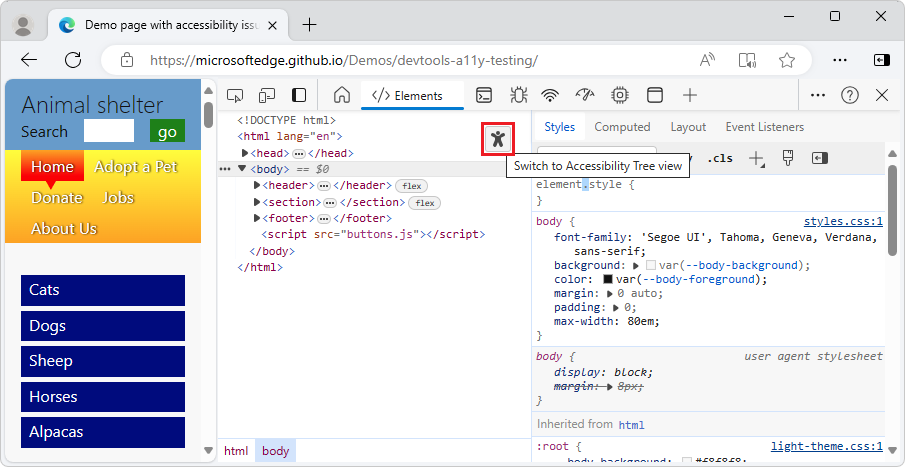 Demo page with accessibility issu
https://microsoftedge.github.io/Demos/devtools-a11y-testing/
Animal shelter
Search go
Home Adopt a Pet
Donate Jobs
About Us
Cats
Dogs
Sheep
Horses
Alpacas
</> Elements
<!DOCTYPE html>
<html lang="en">
<head> ••• </head>
••• <body> == $0
<header> ••• </header> flex
<section> ••• </section> flex
<footer> ••• </footer>
<script src="buttons.js"></script>
</body>
</html>
html body
Styles Computed Layout Event Listeners
.cls
Switch to Accessibility Tree view
element.style {
}
body { styles.css:1
font-family: 'Segoe UI', Tahoma, Geneva, Verdana,
sans-serif;
background: var(--body-background);
color: var(--body-foreground);
margin: 0 auto;
padding: 0;
max-width: 80em;
}
body { user agent stylesheet
display: block;
margin: 8px;
}
Inherited from html
:root { light-theme.css:1
--body-background: #f8f8f8;